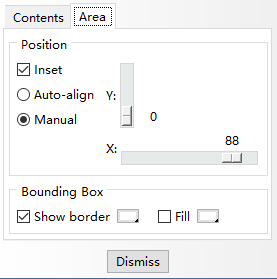 Contents Area
Position
Inset
Auto-align
Manual
Y: 0
88
X:
Bounding Box
Show border Fill
Dismiss